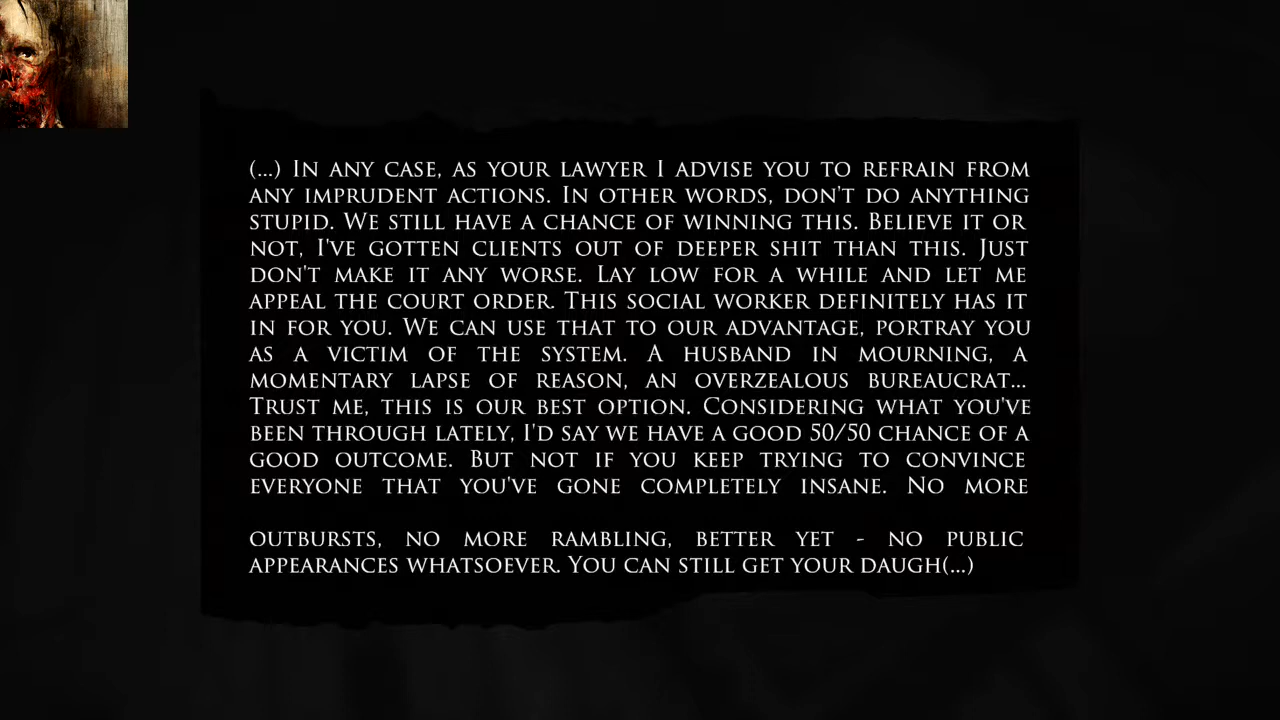 (...) In any case, as your lawyer I advise you to refrain from
any imprudent actions. In other words, don't do anything
stupid. We still have a chance of winning this. Believe it or
not, I've gotten clients out of deeper shit than this. Just
don't make it any worse. Lay low for a while and let me
appeal the court order. This social worker definitely has it
in for you. We can use that to our advantage, portray you
as a victim of the system. A husband in mourning, a
momentary lapse of reason, an overzealous bureaucrat...
Trust me, this is our best option. Considering what you've
been through lately, I'd say we have a good 50/50 chance of a
good outcome. But not if you keep trying to convince
everyone that you've gone completely insane. No more
outbursts, no more rambling, better yet - no public
appearances whatsoever. You can still get your daugh(...)